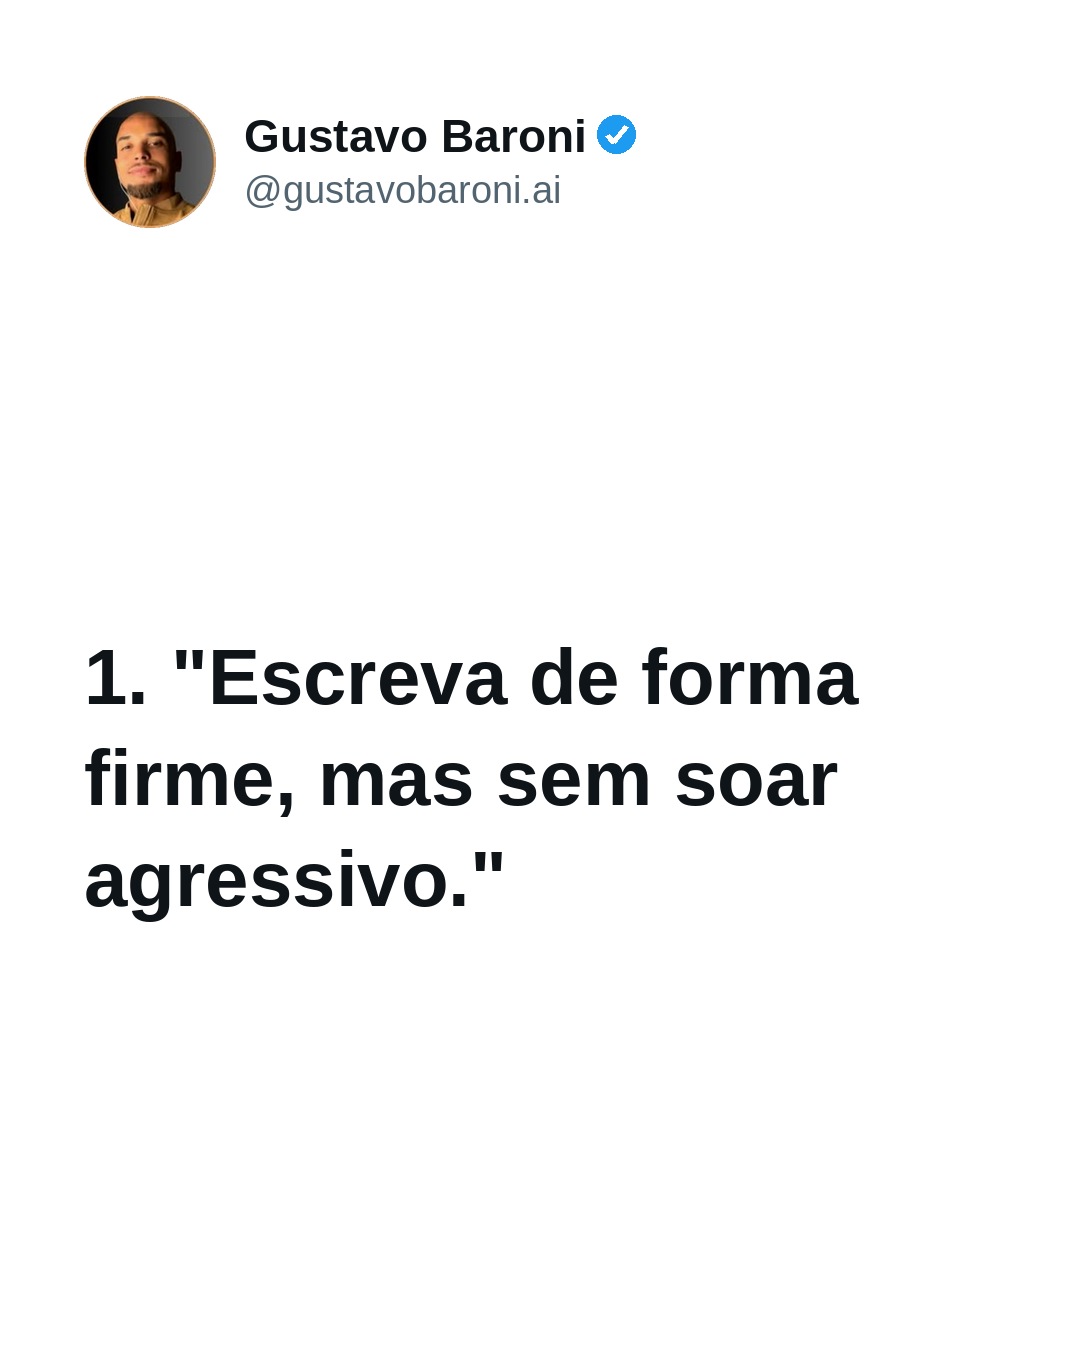 Gustavo Baroni
@gustavobaroni.ai
1. "Escreva de forma
firme, mas sem soar
agressivo."